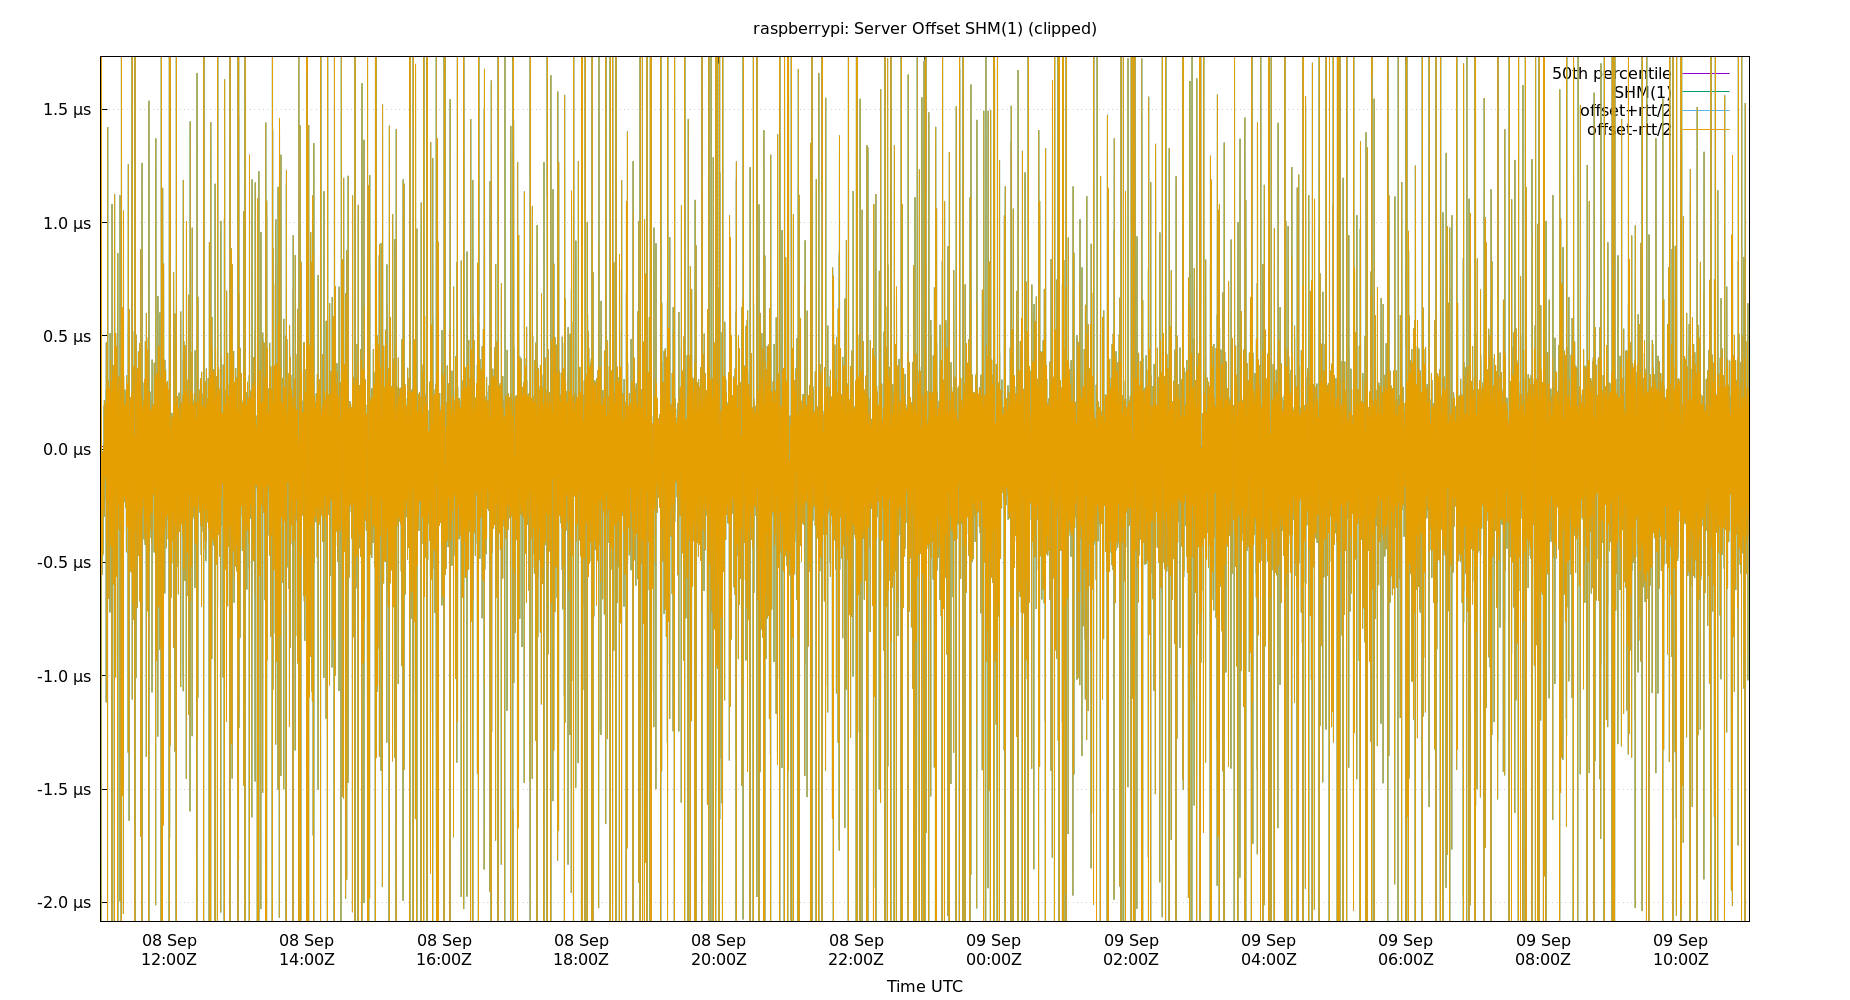 raspberrypi: Server Offset SHM(1) (clipped)
50th percentile
SHM(1)
offset+rtt/2
offset-rtt/2
1.5 µs
1.0 µs
0.5 µs
0.0 µs
-0.5 µs
-1.0 µs
-1.5 µs
-2.0 µs
08 Sep 08 Sep 08 Sep 08 Sep 08 Sep 08 Sep 09 Sep 09 Sep 09 Sep 09 Sep 09 Sep 09 Sep
12:00Z 14:00Z 16:00Z 18:00Z 20:00Z 22:00Z 00:00Z 02:00Z 04:00Z 06:00Z 08:00Z 10:00Z
Time UTC